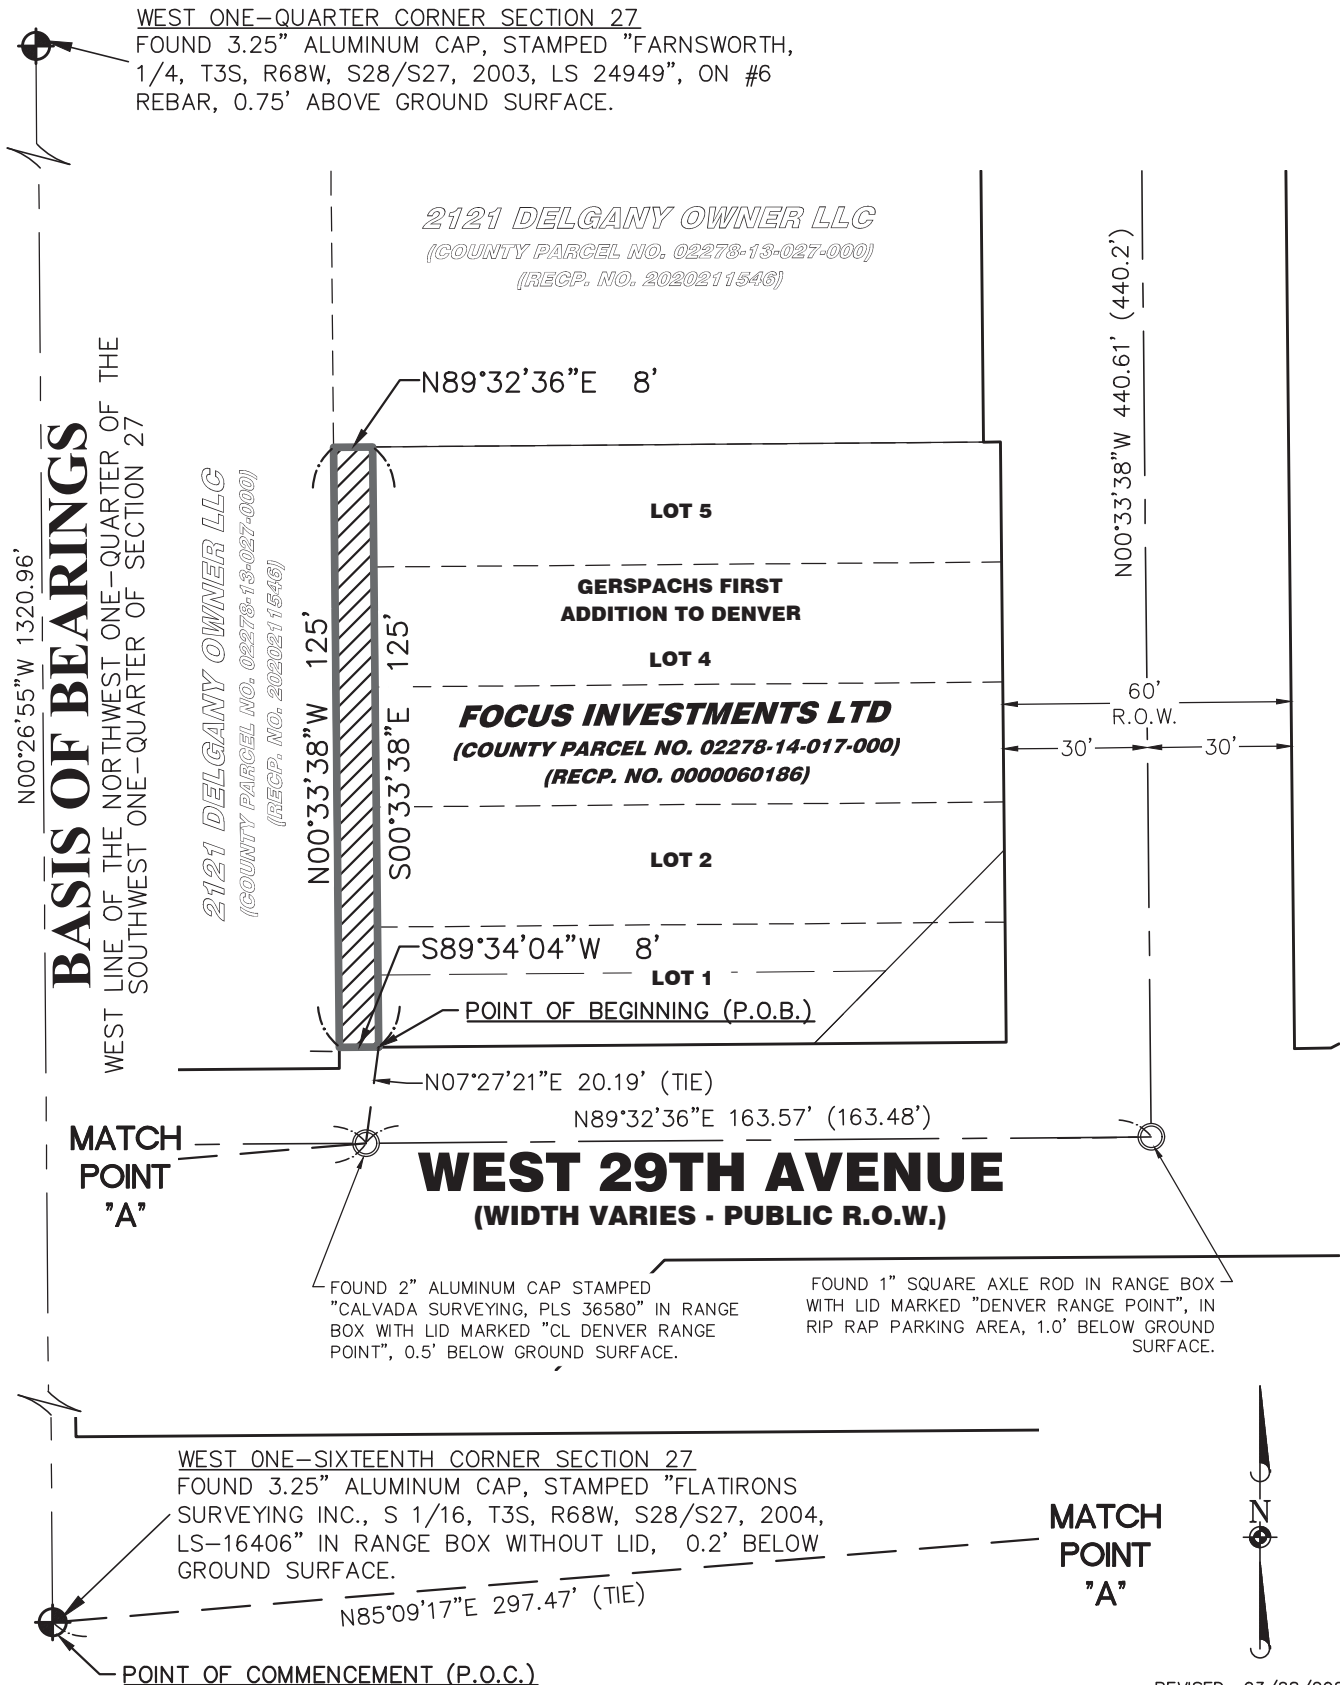 WEST ONE–QUARTER CORNER SECTION 27
FOUND 3.25” ALUMINUM CAP, STAMPED ”FARNSWORTH,
1/4, T3S, R68W, S28/S27, 2003, LS 24949”, ON #6
REBAR, 0.75’ ABOVE GROUND SURFACE.
2121 DELGANY OWNER LLC
(COUNTY PARCEL NO. 02278-13-027-000)
(RECP. NO. 2020211546)
N00°33’38”W 440.61’ (440.2’)
N89°32’36”E 8’
N00°26’55”W 1320.96’
BASIS OF BEARINGS
WEST LINE OF THE NORTHWEST ONE–QUARTER OF THE
SOUTHWEST ONE–QUARTER OF SECTION 27
2121 DELGANY OWNER LLC
(COUNTY PARCEL NO. 02278-13-027-000)
(RECP. NO. 2020211546)
N00°33’38”W 125’
S00°33’38”E 125’
LOT 5
GERSPACHS FIRST
ADDITION TO DENVER
LOT 4
FOCUS INVESTMENTS LTD
(COUNTY PARCEL NO. 02278-14-017-000)
(RECP. NO. 0000060186)
60’
R.O.W.
30’ 30’
LOT 2
S89°34’04”W 8’
LOT 1
POINT OF BEGINNING (P.O.B.)
N07°27’21”E 20.19’ (TIE)
N89°32’36”E 163.57’ (163.48’)
MATCH
POINT
”A”
WEST 29TH AVENUE
(WIDTH VARIES - PUBLIC R.O.W.)
FOUND 2” ALUMINUM CAP STAMPED
”CALVADA SURVEYING, PLS 36580” IN RANGE
BOX WITH LID MARKED ”CL DENVER RANGE
POINT”, 0.5’ BELOW GROUND SURFACE.
FOUND 1” SQUARE AXLE ROD IN RANGE BOX
WITH LID MARKED ”DENVER RANGE POINT”, IN
RIP RAP PARKING AREA, 1.0’ BELOW GROUND
SURFACE.
WEST ONE–SIXTEENTH CORNER SECTION 27
FOUND 3.25” ALUMINUM CAP, STAMPED ”FLATIRONS
SURVEYING INC., S 1/16, T3S, R68W, S28/S27, 2004,
LS–16406” IN RANGE BOX WITHOUT LID, 0.2’ BELOW
GROUND SURFACE.
N85°09’17”E 297.47’ (TIE)
MATCH
POINT
”A”
N
POINT OF COMMENCEMENT (P.O.C.)